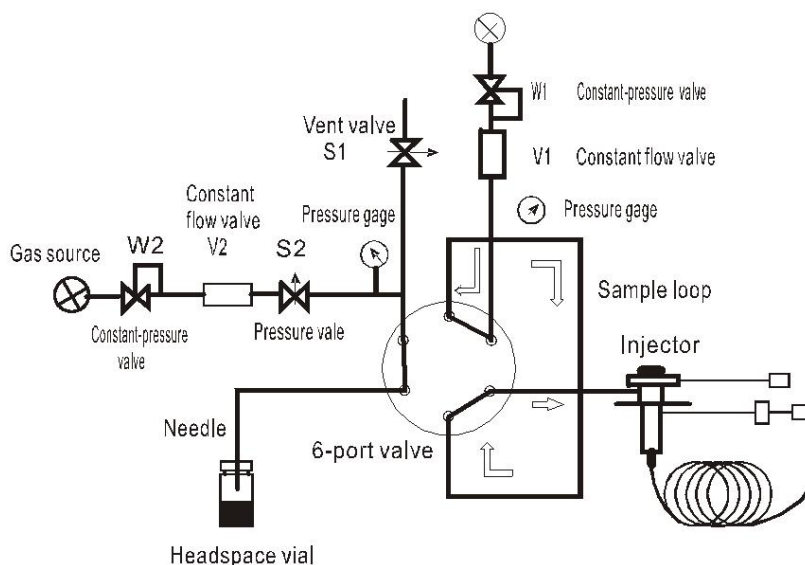 W1 Constant-pressure valve
Vent valve
S1
V1 Constant flow valve
Constant
flow valve
V2
Pressure gage
Pressure gage
W2
S2
Gas source
Sample loop
Constant-pressure
valve
Pressure vale
Injector
Needle
6-port valve
Headspace vial